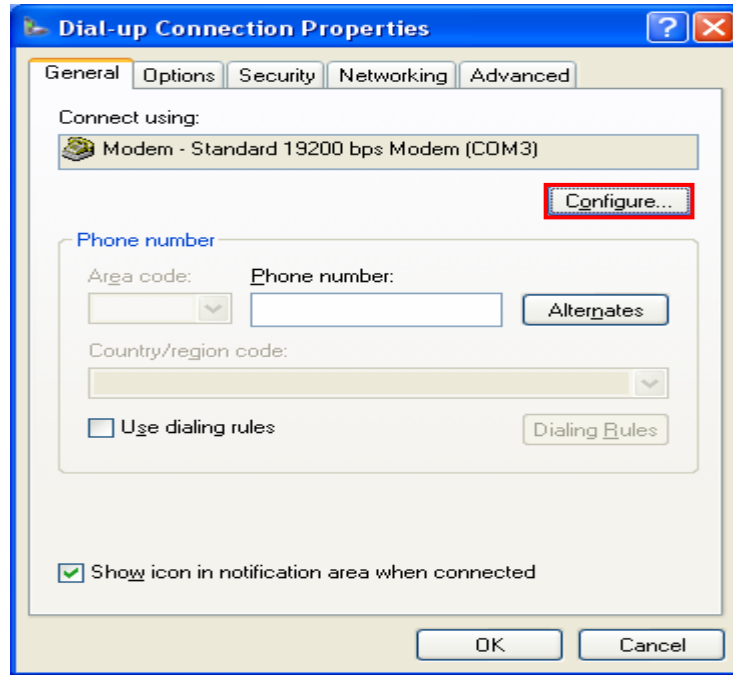 Dial-up Connection Properties
General Options Security Networking Advanced
Connect using:
Modem - Standard 19200 bps Modem (COM3)
Configure...
Phone number
Area code: Phone number:
Alternates
Country/region code:
Use dialing rules Dialing Rules
Show icon in notification area when connected
OK Cancel